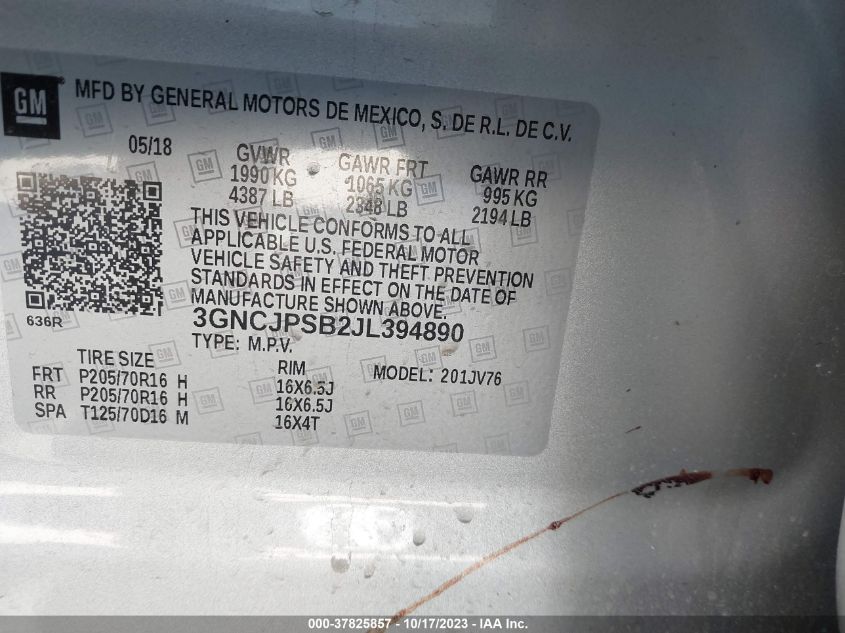 GM
MFD BY GENERAL MOTORS DE MEXICO, S. DE R.L. DE C.V.
05/18
GVWR GAWR FRT GAWR RR
1990 KG 1065 KG 995 KG
4387 LB 2348 LB 2194 LB
THIS VEHICLE CONFORMS TO ALL
APPLICABLE U.S. FEDERAL MOTOR
VEHICLE SAFETY AND THEFT PREVENTION
STANDARDS IN EFFECT ON THE DATE OF
MANUFACTURE SHOWN ABOVE.
636R
3GNCJPSB2JL394890
TYPE: M.P.V.
TIRE SIZE RIM MODEL: 201JV76
FRT P205/70R16 H 16X6.5J
RR P205/70R16 H 16X6.5J
SPA T125/70D16 M 16X4T
000-37825857 - 10/17/2023 - IAA Inc.